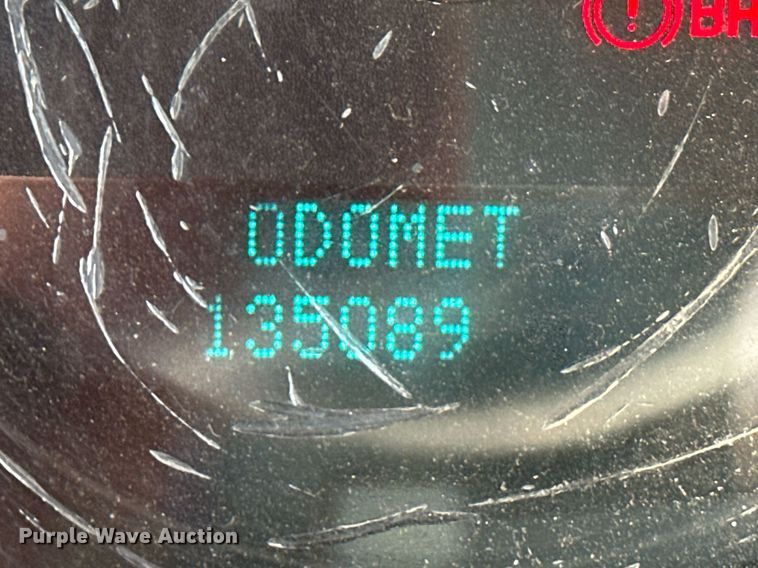 ODOMET
135089
Purple Wave Auction